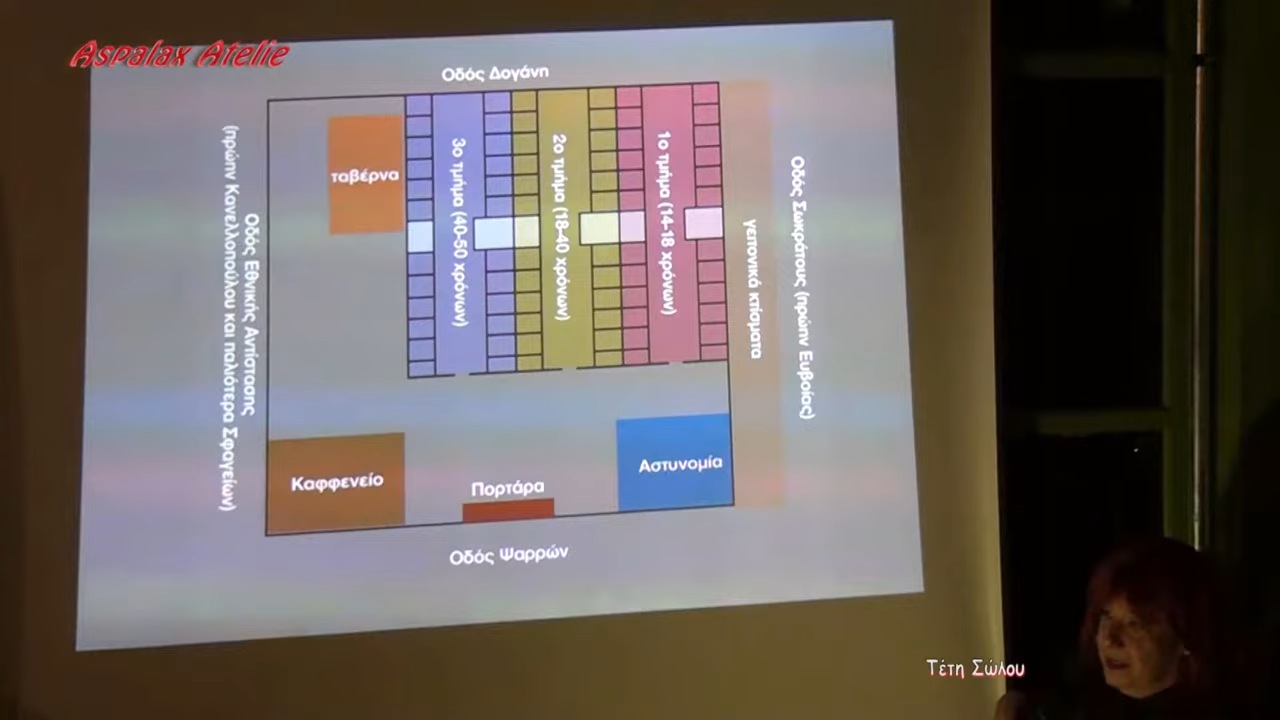 Aspalax Atelie
Οδός Δογάνη
ταβέρνα
3ο τμήμα (40-50 χρόνων)
2ο τμήμα (18-40 χρόνων)
1ο τμήμα (14-18 χρόνων)
γειτονικά κτίσματα
Οδός Σωκράτους (πρώην Ευβοίας)
Οδός Εθνικής Αντίστασης
(πρώην Κανελλοπούλου και παλιότερα Σφαγείων)
Καφφενείο
Πορτάρα
Αστυνομία
Οδός Ψαρρών
Τέτη Σώλου